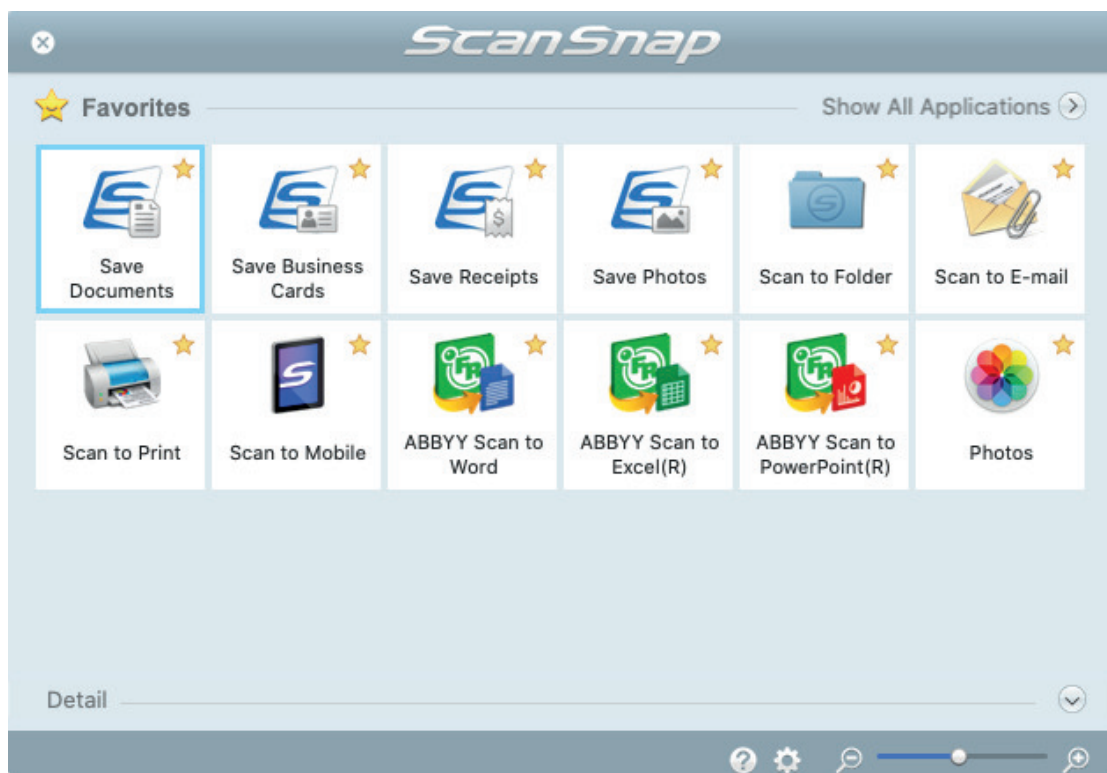 ScanSnap
Favorites
Show All Applications
Save
Documents
Save Business
Cards
Save Receipts
Save Photos
Scan to Folder
Scan to E-mail
Scan to Print
Scan to Mobile
ABBYY Scan to
Word
ABBYY Scan to
Excel(R)
ABBYY Scan to
PowerPoint(R)
Photos
Detail